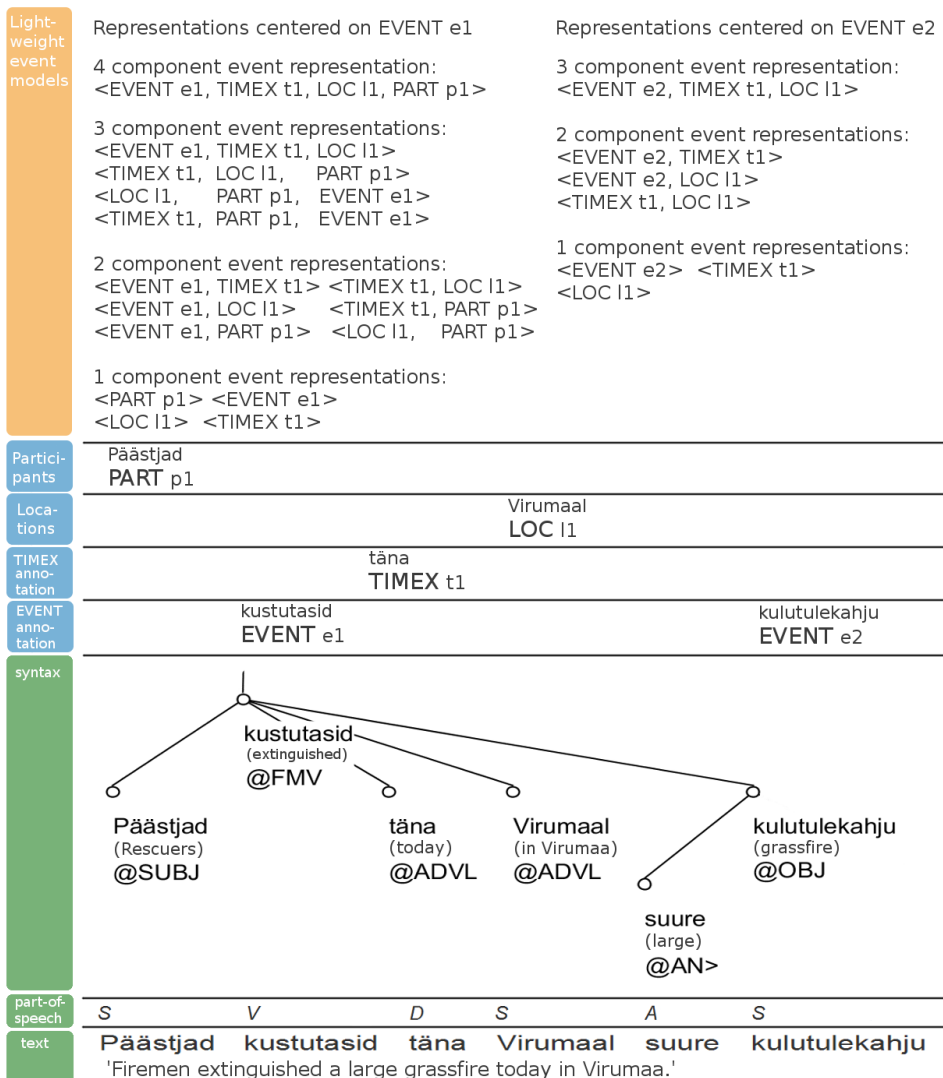 Light-
weight
event
models
Representations centered on EVENT e1
4 component event representation:
<EVENT e1, TIMEX t1, LOC l1, PART p1>
3 component event representations:
<EVENT e1, TIMEX t1, LOC l1>
<TIMEX t1, LOC l1, PART p1>
<LOC l1, PART p1, EVENT e1>
<TIMEX t1, PART p1, EVENT e1>
2 component event representations:
<EVENT e1, TIMEX t1> <TIMEX t1, LOC l1>
<EVENT e1, LOC l1> <TIMEX t1, PART p1>
<EVENT e1, PART p1> <LOC l1, PART p1>
1 component event representations:
<PART p1> <EVENT e1>
<LOC l1> <TIMEX t1>
Representations centered on EVENT e2
3 component event representation:
<EVENT e2, TIMEX t1, LOC l1>
2 component event representations:
<EVENT e2, TIMEX t1>
<EVENT e2, LOC l1>
<TIMEX t1, LOC l1>
1 component event representations:
<EVENT e2> <TIMEX t1>
<LOC l1>
Partici-
pants
Päästjad
PART p1
Loca-
tions
Virumaal
LOC l1
TIMEX
anno-
tation
täna
TIMEX t1
EVENT
anno-
tation
kustutasid
EVENT e1
kulutulekahju
EVENT e2
syntax
kustutasid
(extinguished)
@FMV
Päästjad
(Rescuers)
@SUBJ
täna
(today)
@ADVL
Virumaal
(in Virumaa)
@ADVL
kulutulekahju
(grassfire)
@OBJ
suure
(large)
@AN>
part-of-
speech
S V D S A S
text
Päästjad kustutasid täna Virumaal suure kulutulekahju
'Firemen extinguished a large grassfire today in Virumaa.'